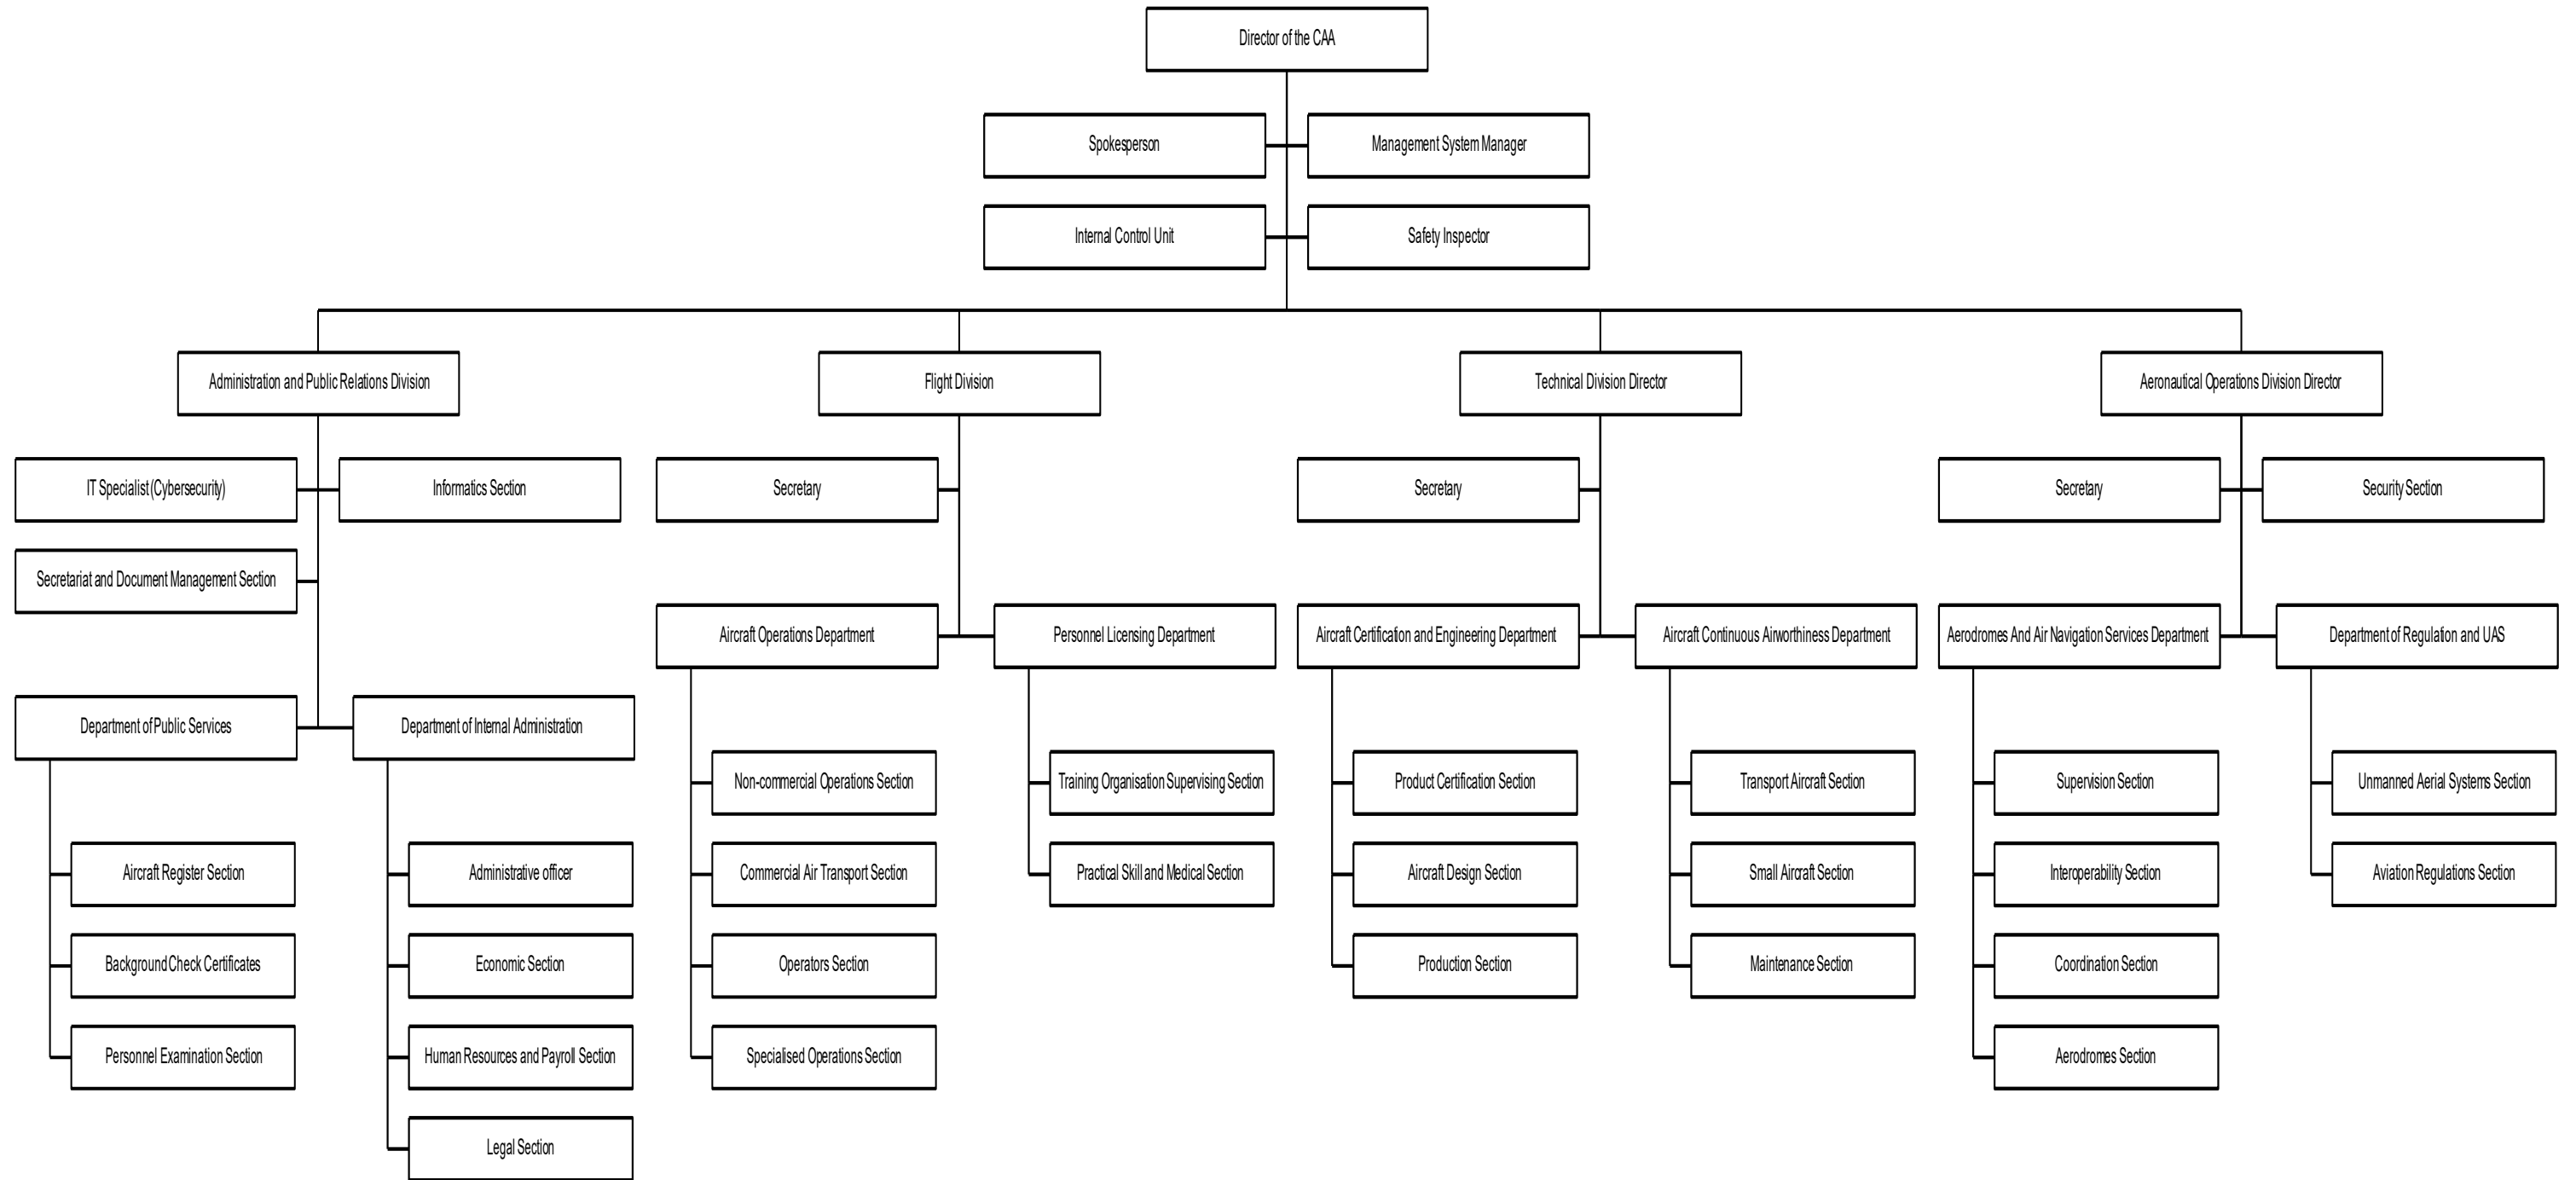 Director of the CAA
Spokesperson
Management System Manager
Internal Control Unit
Safety Inspector
Administration and Public Relations Division
Flight Division
Technical Division Director
Aeronautical Operations Division Director
IT Specialist (Cybersecurity)
Informatics Section
Secretary
Secretary
Secretary
Security Section
Secretariat and Document Management Section
Aircraft Operations Department
Personnel Licensing Department
Aircraft Certification and Engineering Department
Aircraft Continuous Airworthiness Department
Aerodromes And Air Navigation Services Department
Department of Regulation and UAS
Department of Public Services
Department of Internal Administration
Non-commercial Operations Section
Training Organisation Supervising Section
Product Certification Section
Transport Aircraft Section
Supervision Section
Unmanned Aerial Systems Section
Aircraft Register Section
Administrative officer
Commercial Air Transport Section
Practical Skill and Medical Section
Aircraft Design Section
Small Aircraft Section
Interoperability Section
Aviation Regulations Section
Background Check Certificates
Economic Section
Operators Section
Production Section
Maintenance Section
Coordination Section
Personnel Examination Section
Human Resources and Payroll Section
Specialised Operations Section
Aerodromes Section
Legal Section